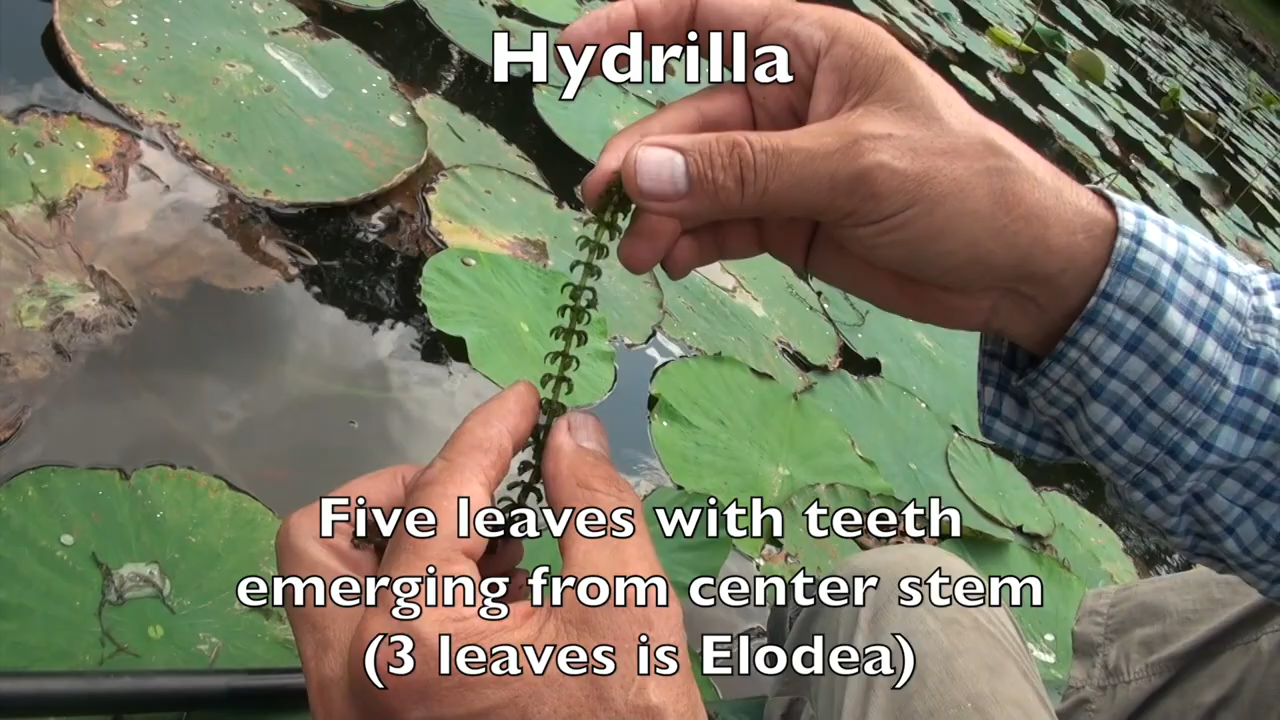 Hydrilla
Five leaves with teeth
emerging from center stem
(3 leaves is Elodea)